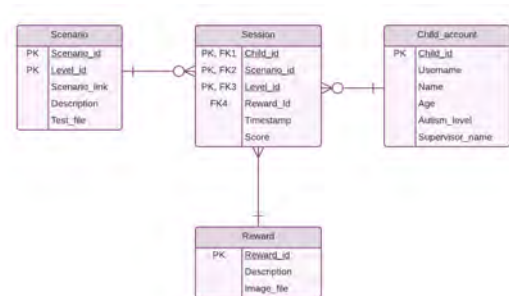 Scenario
PK Scenario_id
PK Level_id
Scenario_link
Description
Test_file
Session
PK, FK1 Child_id
PK, FK2 Scenario_id
PK, FK3 Level_id
FK4 Reward_Id
Timestamp
Score
Child_account
PK Child_id
Username
Name
Age
Autism_level
Supervisor_name
Reward
PK Reward_id
Description
Image_file